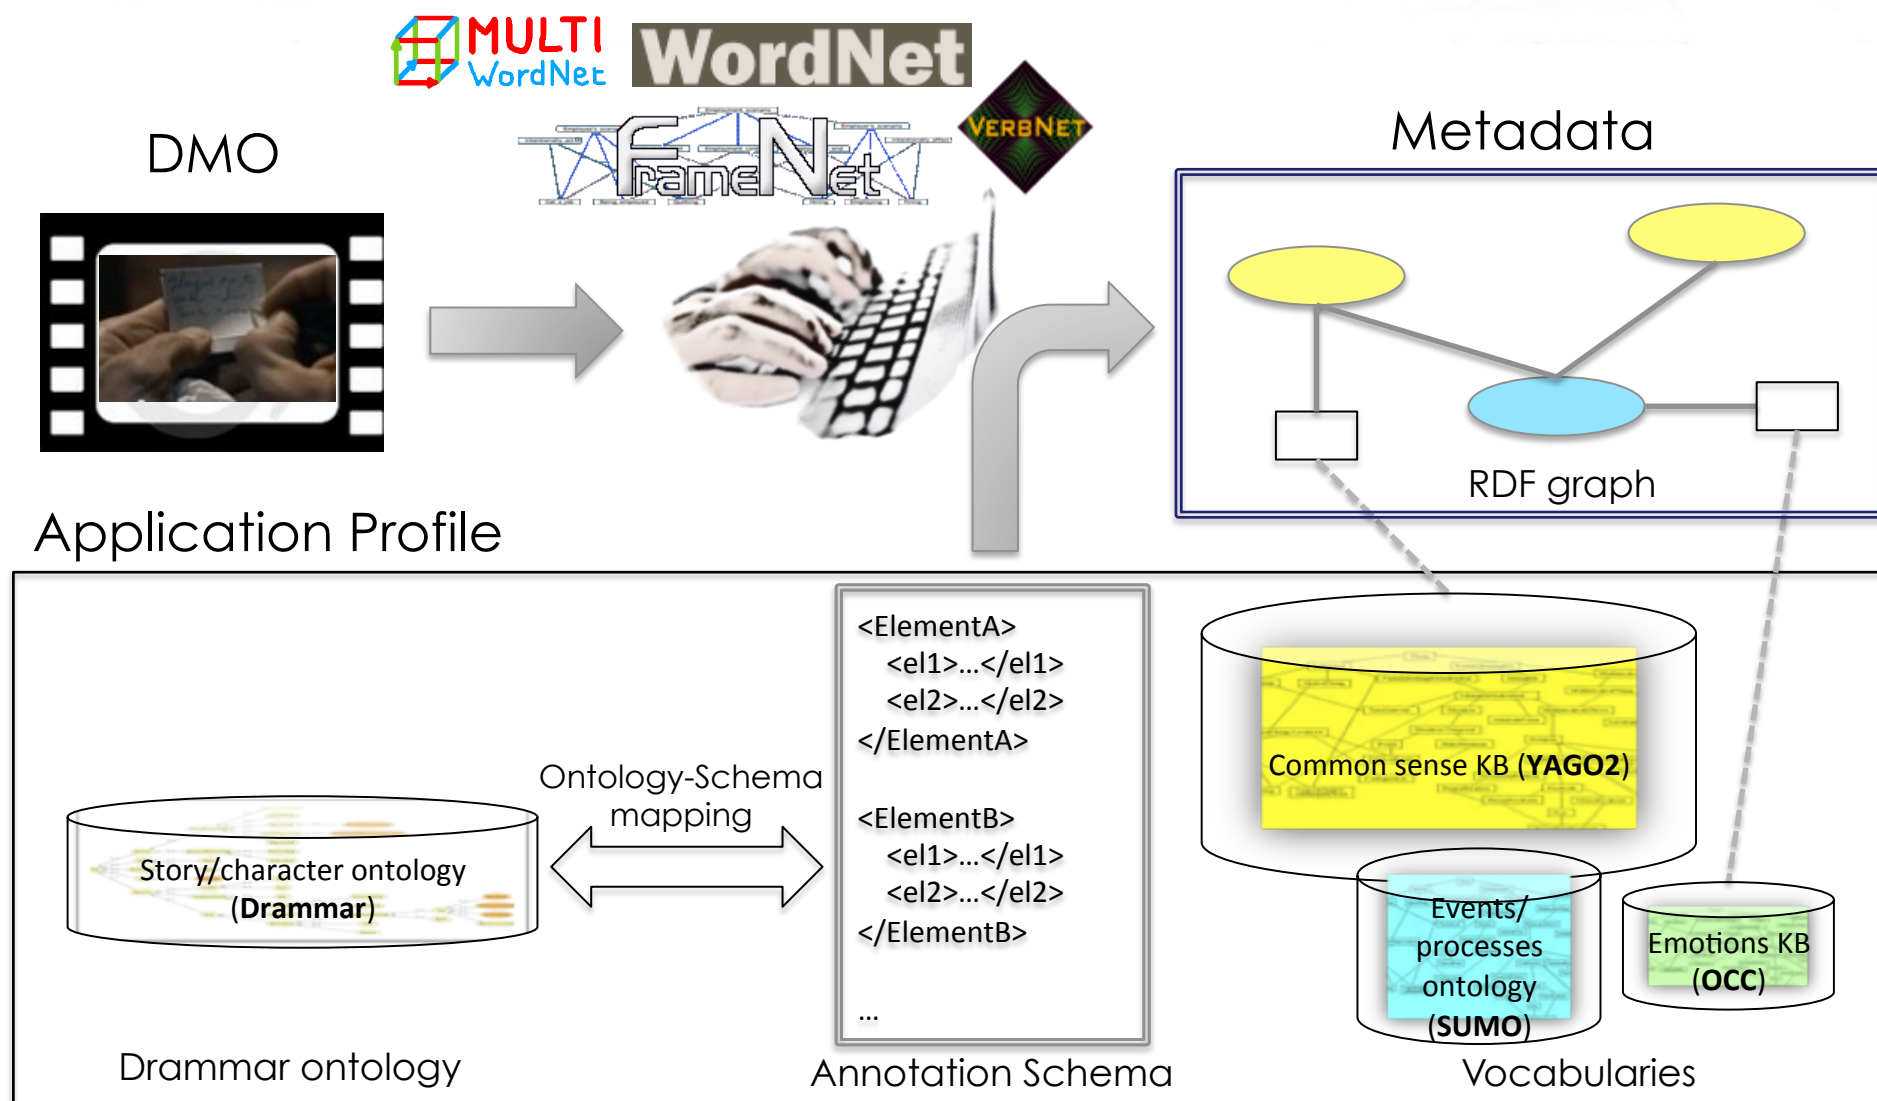 MULTI
WordNet
WordNet
FrameNet
VERBNET
DMO
Metadata
RDF graph
Application Profile
<ElementA>
<el1>...</el1>
<el2>...</el2>
</ElementA>
<ElementB>
<el1>...</el1>
<el2>...</el2>
</ElementB>
...
Ontology-Schema
mapping
Story/character ontology
(Drammar)
Common sense KB (YAGO2)
Events/
processes
ontology
(SUMO)
Emotions KB
(OCC)
Drammar ontology
Annotation Schema
Vocabularies